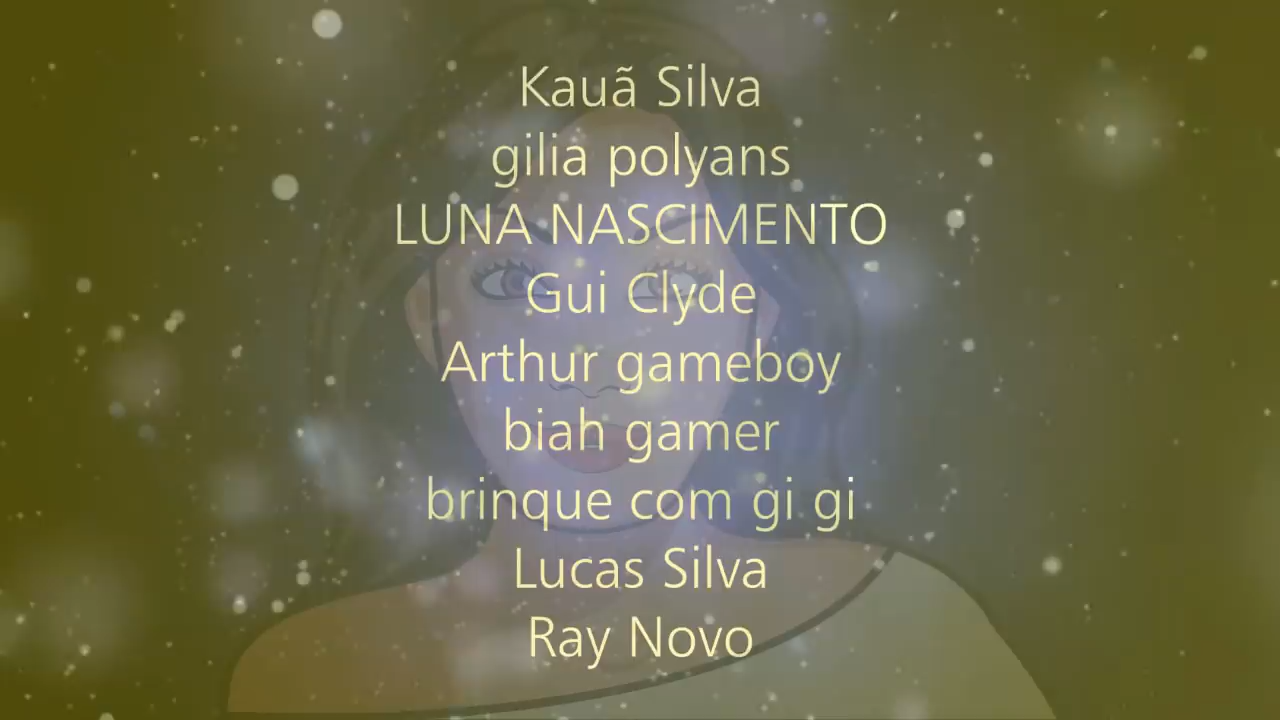 Kauã Silva
gilia polyans
LUNA NASCIMENTO
Gui Clyde
Arthur gameboy
biah gamer
brinque com gi gi
Lucas Silva
Ray Novo